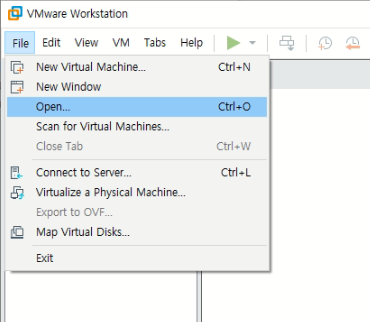 VMware Workstation
File Edit View VM Tabs Help
New Virtual Machine... Ctrl+N
New Window
Open... Ctrl+O
Scan for Virtual Machines...
Close Tab Ctrl+W
Connect to Server... Ctrl+L
Virtualize a Physical Machine...
Export to OVF...
Map Virtual Disks...
Exit